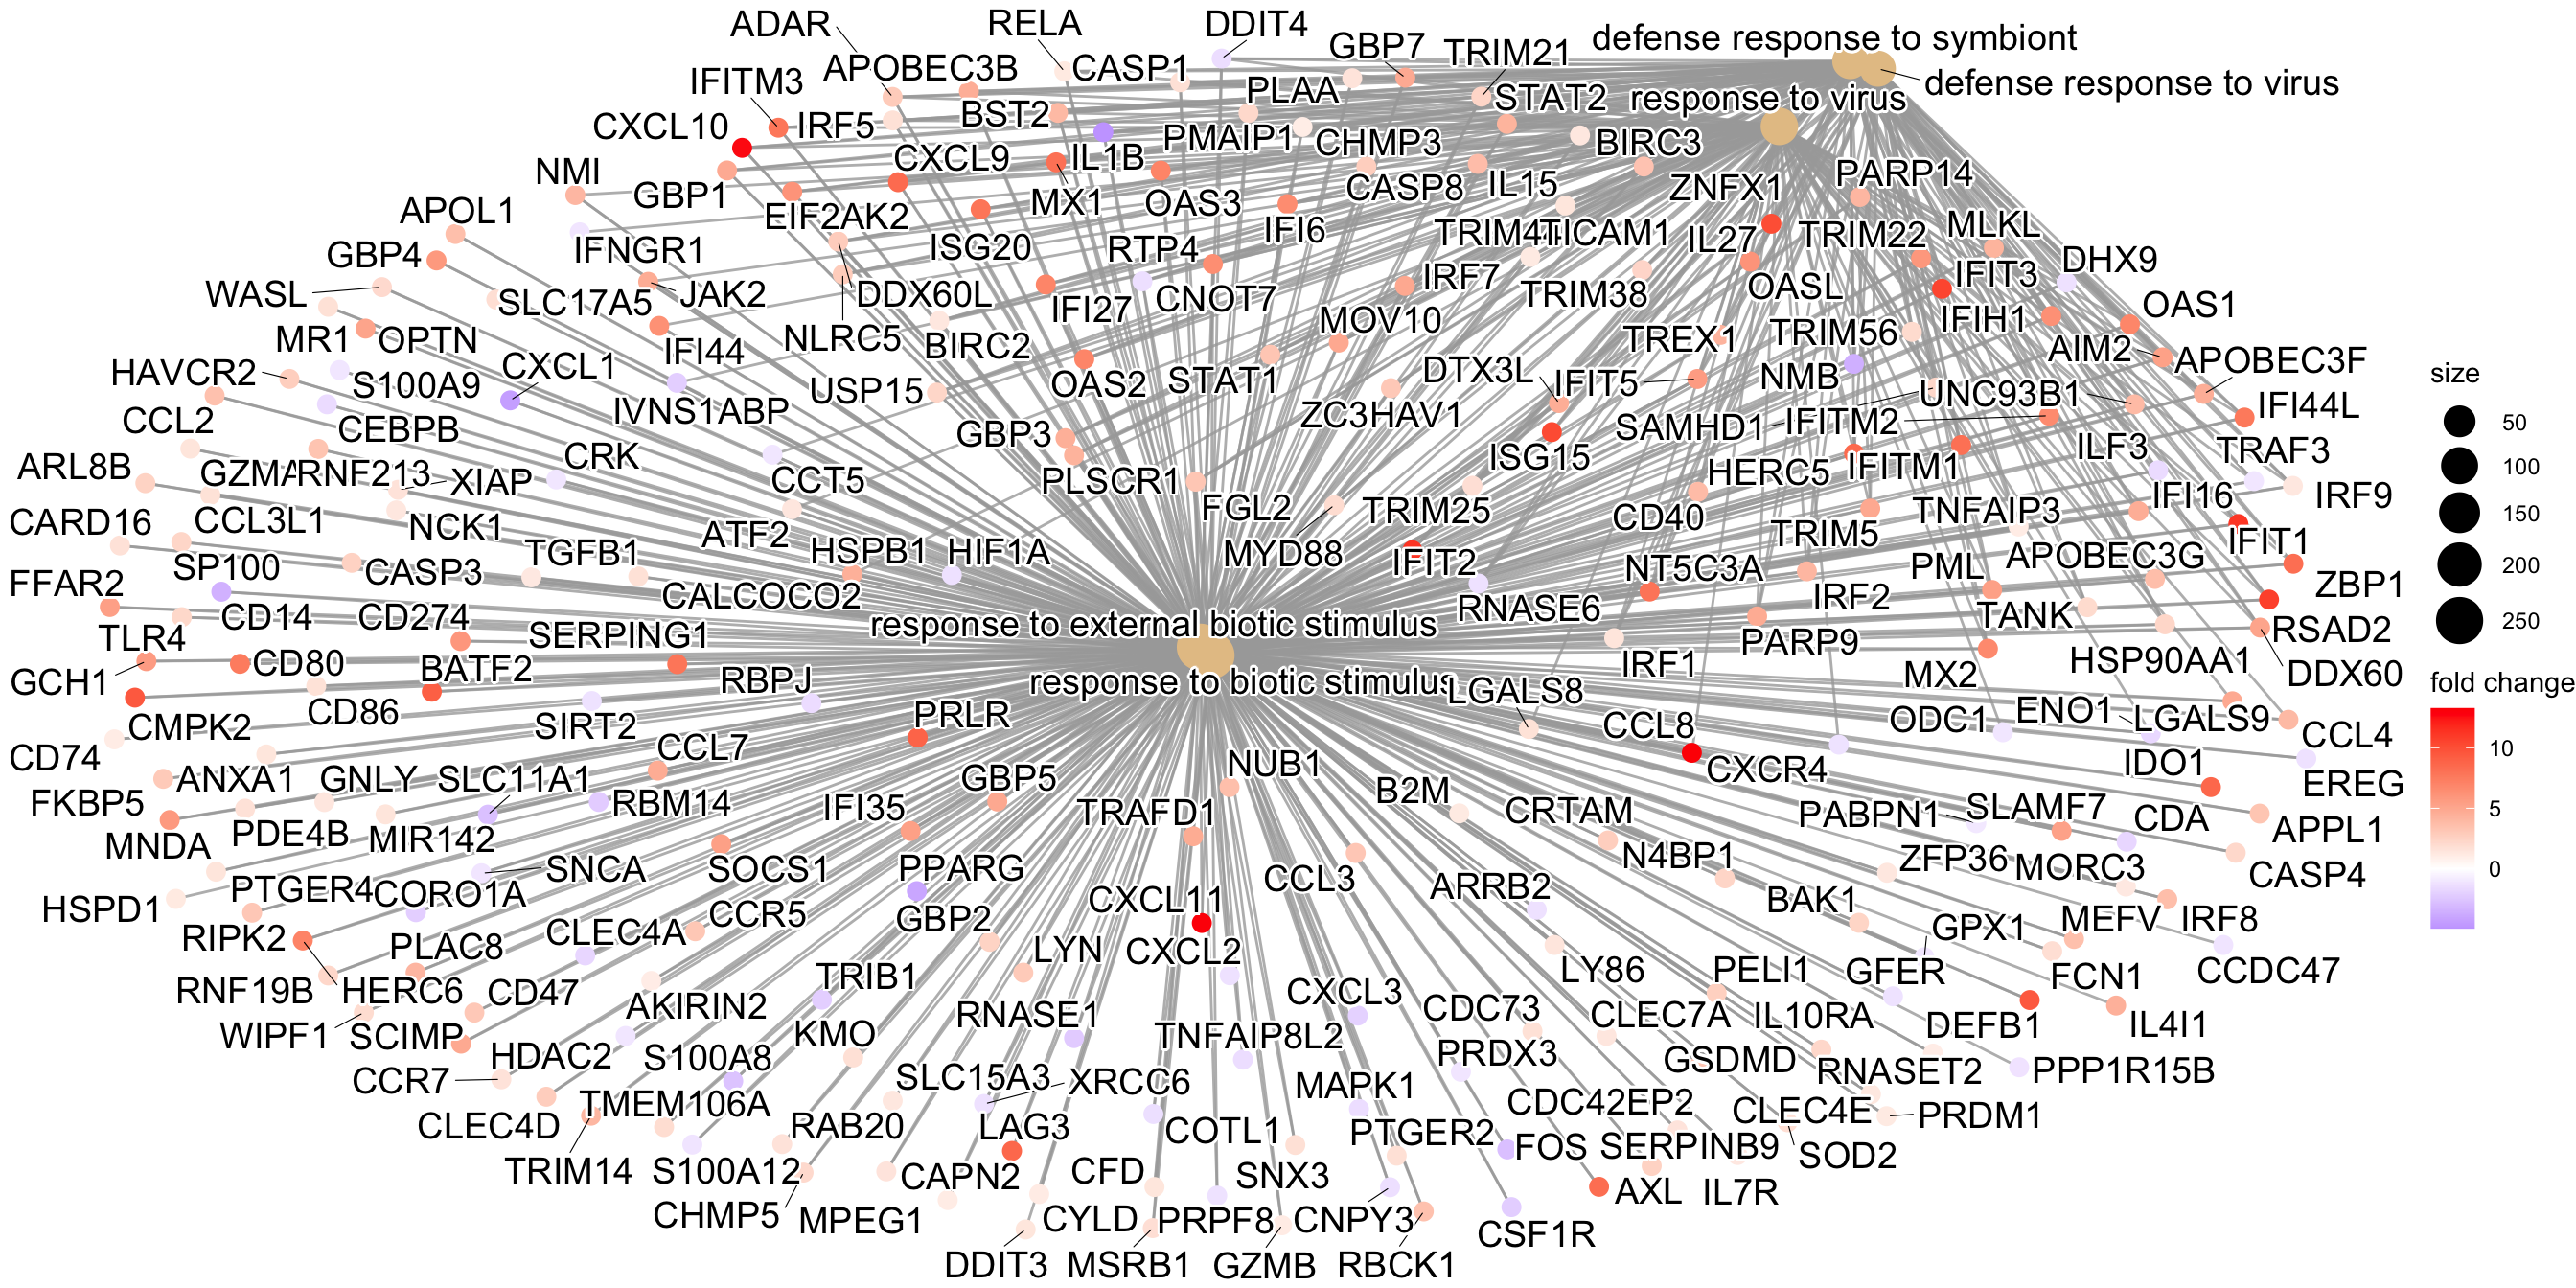 ADAR RELA DDIT4
defense response to symbiont
GBP7 TRIM21
APOBEC3B CASP1
IFITM3 PLAA defense response to virus
STAT2 response to virus
CXCL10 IRF5 BST2
PMAIP1 CHMP3 BIRC3
CXCL9 IL1B
NMI PARP14
GBP1 CASP8 IL15 ZNFX1
EIF2AK2 MX1 OAS3
APOL1 IFI6 MLKL
IFNGR1 ISG20 RTP4 TRIM41 TICAM1 IL27 TRIM22
GBP4 DHX9
IRF7 IFIT3
WASL SLC17A5 JAK2 DDX60L IFI27 CNOT7 TRIM38 OASL OAS1
MR1 OPTN NLRC5 BIRC2 MOV10 TREX1 TRIM56 IFIH1
IFI44 AIM2 APOBEC3F
HAVCR2 CXCL1 DTX3L IFIT5 NMB
S100A9 USP15 OAS2 STAT1 UNC93B1 IFI44L
CCL2 IVNS1ABP ZC3HAV1
CEBPB GBP3 SAMHD1 IFITM2 ILF3 TRAF3
ARL8B GZMA RNF213 XIAP CRK CCT5 PLSCR1 ISG15 HERC5 IFITM1
FGL2 IFI16 IRF9
CARD16 CCL3L1 NCK1 ATF2 TRIM25 CD40 TRIM5 TNFAIP3
IFIT1
SP100 TGFB1 HSPB1 HIF1A MYD88 IFIT2 APOBEC3G
CASP3 NT5C3A PML
FFAR2 ZBP1
CALCOCO2 RNASE6 IRF2
CD14 CD274 response to external biotic stimulus TANK
TLR4 SERPING1 PARP9 RSAD2
CD80 BATF2 IRF1 HSP90AA1
GCH1 RBPJ response to biotic stimulus LGALS8 MX2 DDX60
CMPK2 CD86 SIRT2 PRLR CCL8 ODC1 ENO1 LGALS9
CD74 CCL7 CCL4
ANXA1 GNLY SLC11A1 GBP5 NUB1 CXCR4 IDO1
EREG
FKBP5 RBM14 IFI35 TRAFD1 B2M CRTAM PABPN1 SLAMF7 CDA
MNDA PDE4B MIR142 APPL1
SNCA SOCS1 PPARG CCL3 N4BP1 ZFP36 MORC3
CASP4
PTGER4 CORO1A ARRB2 BAK1
HSPD1 CXCL11
CCR5 GBP2 GPX1 MEFV IRF8
RIPK2 PLAC8 CLEC4A LYN CXCL2
LY86 PELI1 GFER FCN1 CCDC47
RNF19B HERC6 CD47 TRIB1 CXCL3
AKIRIN2 RNASE1 CDC73 CLEC7A IL10RA DEFB1 IL4I1
WIPF1 SCIMP KMO TNFAIP8L2
HDAC2 S100A8 PRDX3 GSDMD
CCR7 SLC15A3 XRCC6 MAPK1 RNASET2 PPP1R15B
TMEM106A CDC42EP2 CLEC4E PRDM1
CLEC4D RAB20 LAG3 COTL1 PTGER2
FOS SERPINB9 SOD2
TRIM14 S100A12 CAPN2 CFD SNX3
AXL IL7R
CHMP5 MPEG1 CYLD PRPF8 CNPY3 CSF1R
DDIT3 MSRB1 GZMB RBCK1
size
50
100
150
200
250
fold change
10
5
0